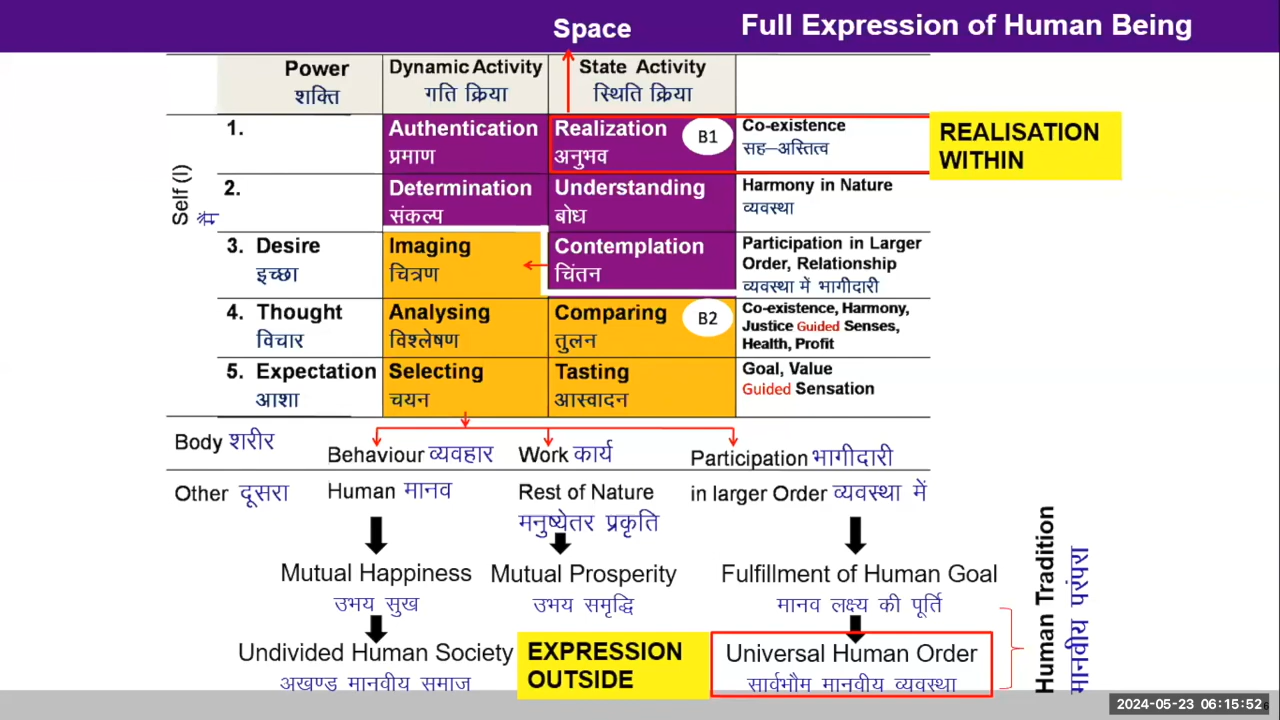 Space
Full Expression of Human Being
Power
शक्ति
Dynamic Activity
गति क्रिया
State Activity
स्थिति क्रिया
Self (I)
मैं
1.
Authentication
प्रमाण
Realization
अनुभव
B1
Co-existence
सह–अस्तित्व
REALISATION
WITHIN
2.
Determination
संकल्प
Understanding
बोध
Harmony in Nature
व्यवस्था
3. Desire
इच्छा
Imaging
चित्रण
Contemplation
चिंतन
Participation in Larger
Order, Relationship
व्यवस्था में भागीदारी
4. Thought
विचार
Analysing
विश्लेषण
Comparing
तुलन
B2
Co-existence, Harmony,
Justice Guided Senses,
Health, Profit
5. Expectation
आशा
Selecting
चयन
Tasting
आस्वादन
Goal, Value
Guided Sensation
Body शरीर
Behaviour व्यवहार
Work कार्य
Participation भागीदारी
Other दूसरा
Human मानव
Rest of Nature
मनुष्येतर प्रकृति
in larger Order व्यवस्था में
Mutual Happiness
उभय सुख
Mutual Prosperity
उभय समृद्धि
Fulfillment of Human Goal
मानव लक्ष्य की पूर्ति
Undivided Human Society
अखण्ड मानवीय समाज
EXPRESSION
OUTSIDE
Universal Human Order
सार्वभौम मानवीय व्यवस्था
Human Tradition
मानवीय परंपरा
2024-05-23 06:15:52
6